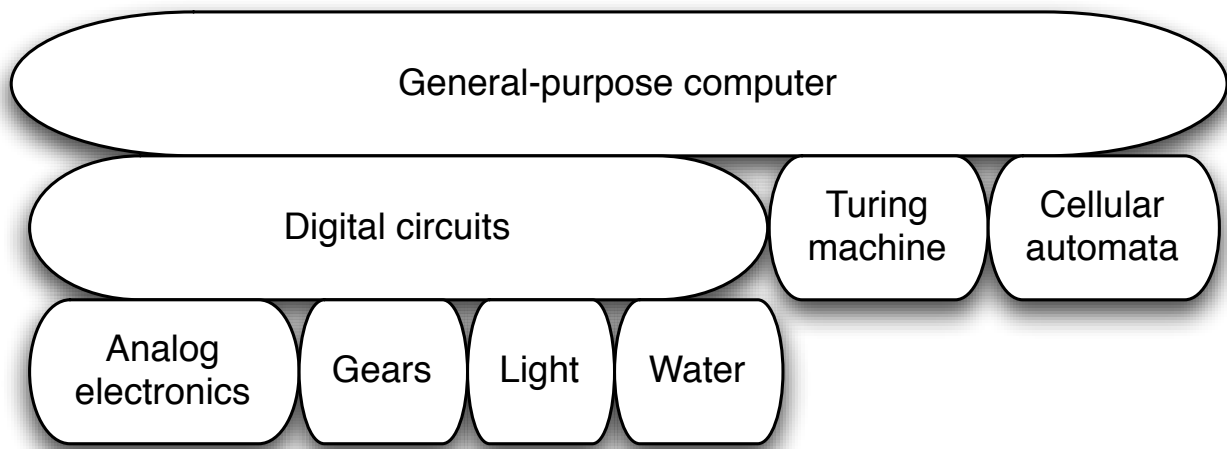 General-purpose computer
Digital circuits
Turing
machine
Cellular
automata
Analog
electronics
Gears
Light
Water